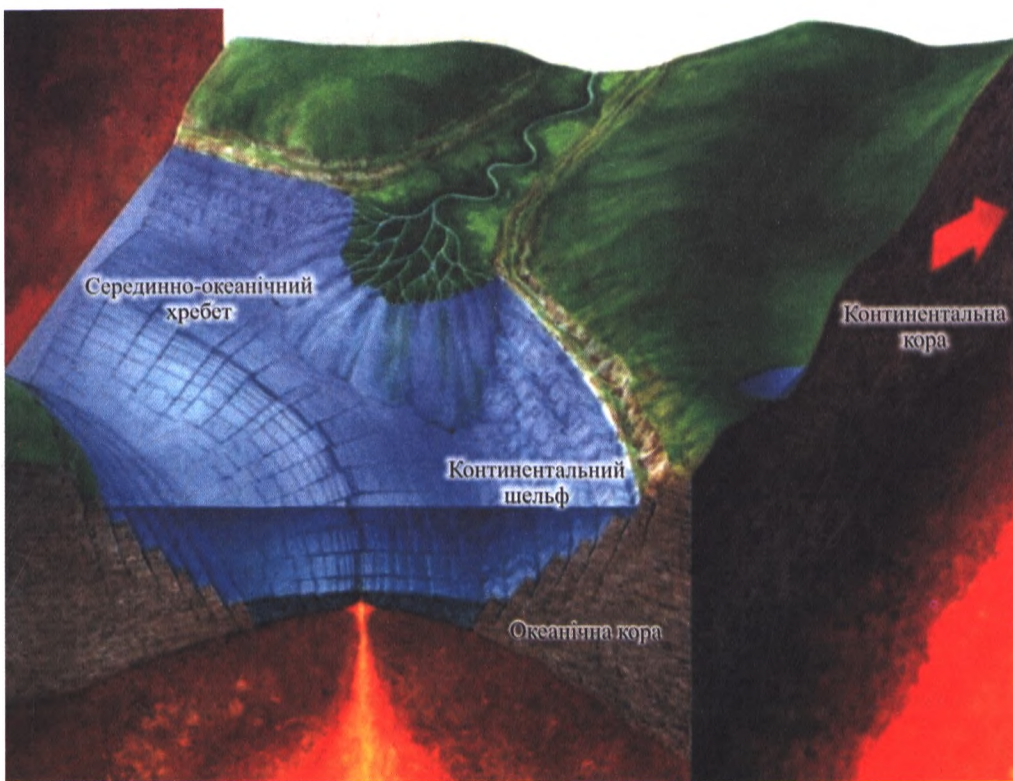 Серединно-океанічний
хребет
Континентальна
кора
Континентальний
шельф
Океанічна кора